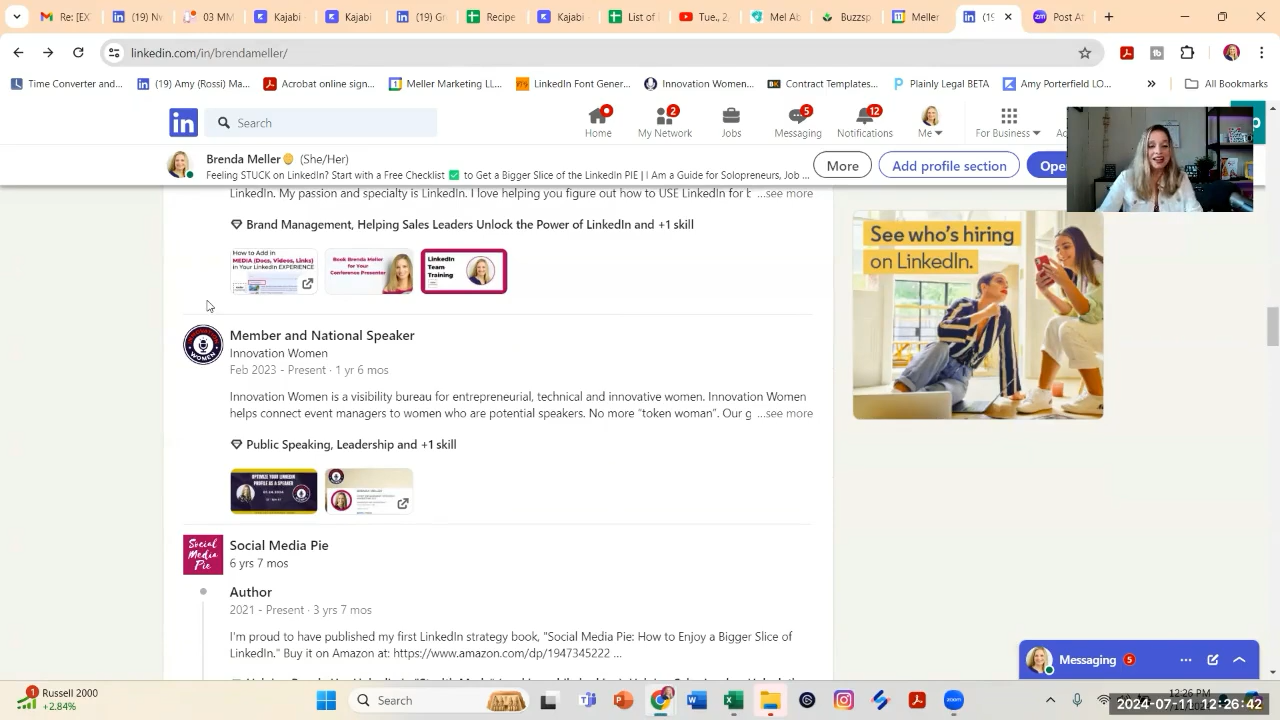 Re: [EX
(19) N
(19) Gr
Kajabi
List of
Tue., 2
Mel Ab
Buzzsp
Meller
(19
Post At
linkedin.com/in/brendameller/
Time Converter and...
(19) Amy (Rossi) Ma...
Acrobat online sign...
Meller Marketing LL...
LinkedIn Font Gener...
Innovation Women...
Contract Templates...
Plainly Legal BETA
Amy Porterfield LO...
All Bookmarks
in
Search
Home
2
My Network
Jobs
5
Messaging
12
Notifications
Me
For Business
Brenda Meller (She/Her)
Feeling STUCK on LinkedIn? Start with a Free Checklist ✅ to Get a Bigger Slice of the LinkedIn PIE | I Am a Guide for Solopreneurs, Job ...
More
Add profile section
Ope
LinkedIn. My passion and specialty is LinkedIn. I love helping you figure out how to USE LinkedIn for b ...see more
Brand Management, Helping Sales Leaders Unlock the Power of LinkedIn and +1 skill
How to Add in
MEDIA (Docs, Videos, Links)
in Your LinkedIn EXPERIENCE
Book Brenda Meller
for Your
Conference Presenter
LinkedIn
Team
Training
See who's hiring
on LinkedIn.
Member and National Speaker
Innovation Women
Feb 2023 - Present · 1 yr 6 mos
Innovation Women is a visibility bureau for entrepreneurial, technical and innovative women. Innovation Women
helps connect event managers to women who are potential speakers. No more "token woman". Our g ...see more
Public Speaking, Leadership and +1 skill
OPTIMIZE YOUR LINKEDIN
PROFILE AS A SPEAKER
Social
Media
Pie
Social Media Pie
6 yrs 7 mos
Author
2021 - Present · 3 yrs 7 mos
I'm proud to have published my first LinkedIn strategy book, "Social Media Pie: How to Enjoy a Bigger Slice of
LinkedIn." Buy it on Amazon at: https://www.amazon.com/dp/1947345222 ...
Messaging 5
1
Russell 2000
+2.84%
Search
12:26 PM
2024-07-11 12:26:42